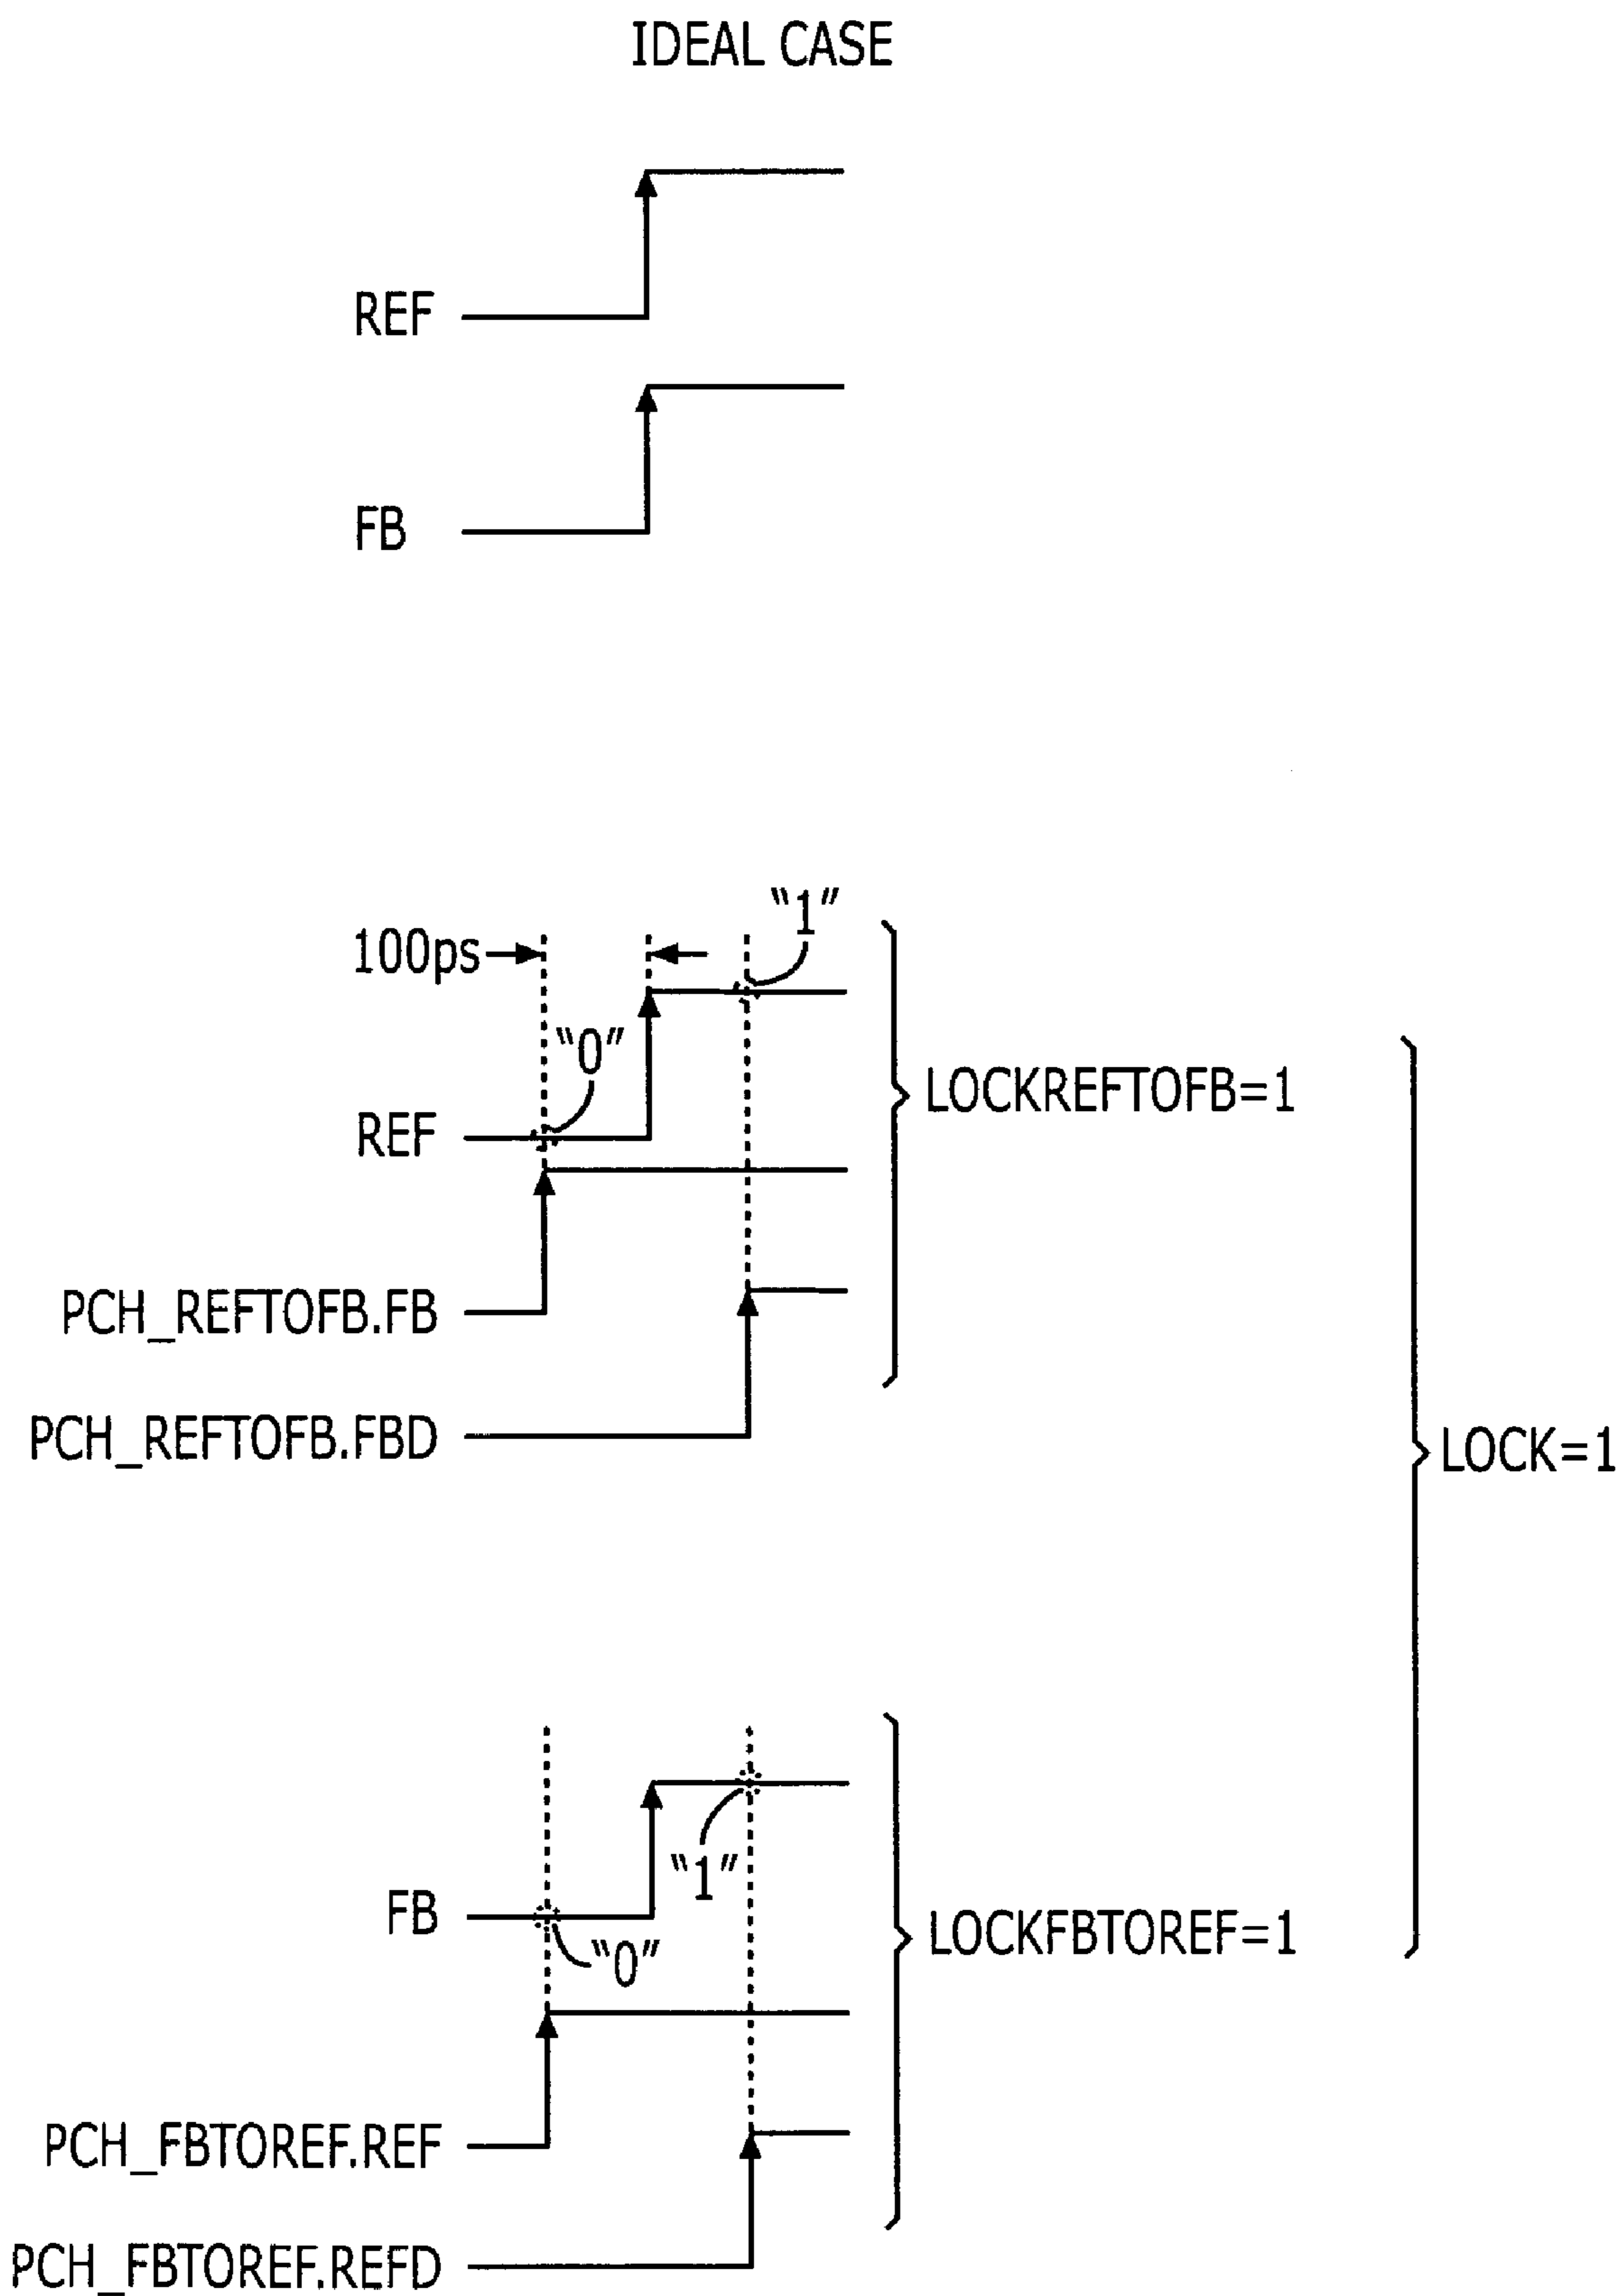 IDEAL CASE
REF
FB
"1"
100ps
"0"
LOCKREFTOFB=1
REF
PCH_REFTOFB.FB
PCH_REFTOFB.FBD
LOCK=1
"1"
FB
LOCKFBTOREF=1
"0"
PCH_FBTOREF.REF
PCH_FBTOREF.REFD